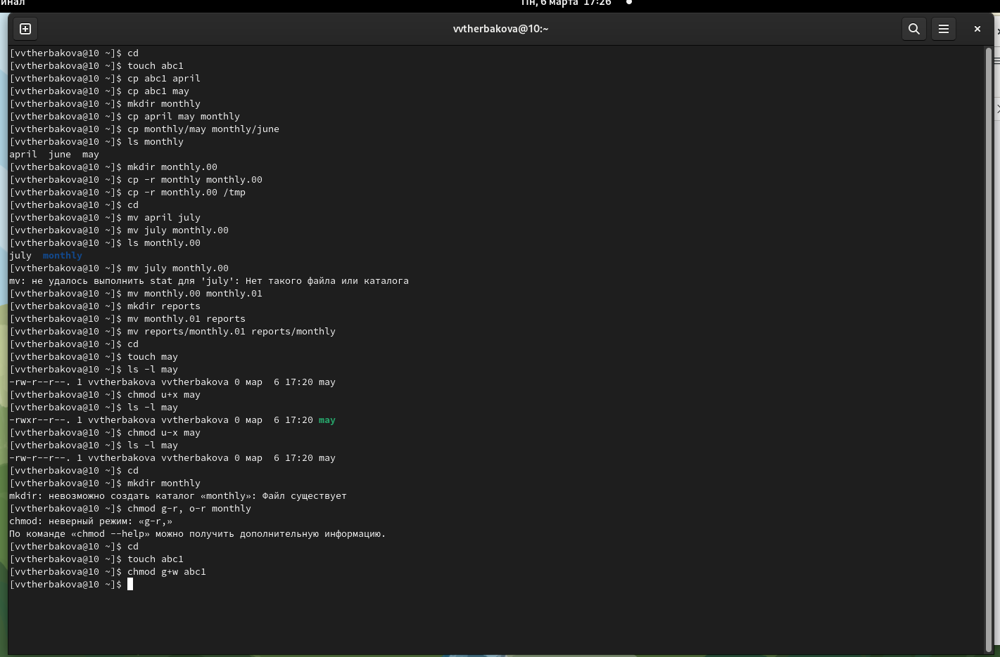 Пн, 6 марта 17:26
vvtherbakova@10:~
[vvtherbakova@10 ~]$ cd
[vvtherbakova@10 ~]$ touch abc1
[vvtherbakova@10 ~]$ cp abc1 april
[vvtherbakova@10 ~]$ cp abc1 may
[vvtherbakova@10 ~]$ mkdir monthly
[vvtherbakova@10 ~]$ cp april may monthly
[vvtherbakova@10 ~]$ cp monthly/may monthly/june
[vvtherbakova@10 ~]$ ls monthly
april  june  may
[vvtherbakova@10 ~]$ mkdir monthly.00
[vvtherbakova@10 ~]$ cp -r monthly monthly.00
[vvtherbakova@10 ~]$ cp -r monthly.00 /tmp
[vvtherbakova@10 ~]$ cd
[vvtherbakova@10 ~]$ mv april july
[vvtherbakova@10 ~]$ mv july monthly.00
[vvtherbakova@10 ~]$ ls monthly.00
july  monthly
[vvtherbakova@10 ~]$ mv july monthly.00
mv: не удалось выполнить stat для 'july': Нет такого файла или каталога
[vvtherbakova@10 ~]$ mv monthly.00 monthly.01
[vvtherbakova@10 ~]$ mkdir reports
[vvtherbakova@10 ~]$ mv monthly.01 reports
[vvtherbakova@10 ~]$ mv reports/monthly.01 reports/monthly
[vvtherbakova@10 ~]$ cd
[vvtherbakova@10 ~]$ touch may
[vvtherbakova@10 ~]$ ls -l may
-rw-r--r--. 1 vvtherbakova vvtherbakova 0 мар  6 17:20 may
[vvtherbakova@10 ~]$ chmod u+x may
[vvtherbakova@10 ~]$ ls -l may
-rwxr--r--. 1 vvtherbakova vvtherbakova 0 мар  6 17:20 may
[vvtherbakova@10 ~]$ chmod u-x may
[vvtherbakova@10 ~]$ ls -l may
-rw-r--r--. 1 vvtherbakova vvtherbakova 0 мар  6 17:20 may
[vvtherbakova@10 ~]$ cd
[vvtherbakova@10 ~]$ mkdir monthly
mkdir: невозможно создать каталог «monthly»: Файл существует
[vvtherbakova@10 ~]$ chmod g-r, o-r monthly
chmod: неверный режим: «g-r,»
По команде «chmod --help» можно получить дополнительную информацию.
[vvtherbakova@10 ~]$ cd
[vvtherbakova@10 ~]$ touch abc1
[vvtherbakova@10 ~]$ chmod g+w abc1
[vvtherbakova@10 ~]$